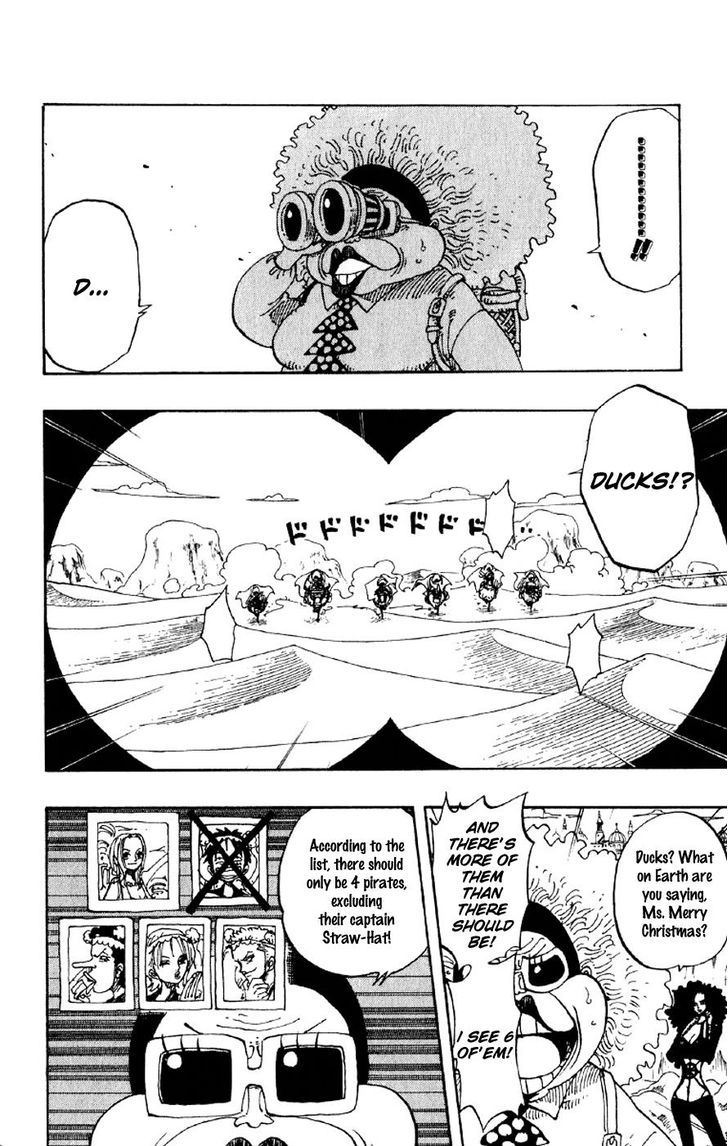 !!
D...
DUCKS!?
ドドドドドドド
Ducks? What
on Earth are
you saying,
Ms. Merry
Christmas?
AND
THERE'S
MORE OF
THEM
THAN
THERE
SHOULD
BE!
I SEE 6
OF'EM!
According to the
list, there should
only be 4 pirates,
excluding
their captain
Straw-Hat!